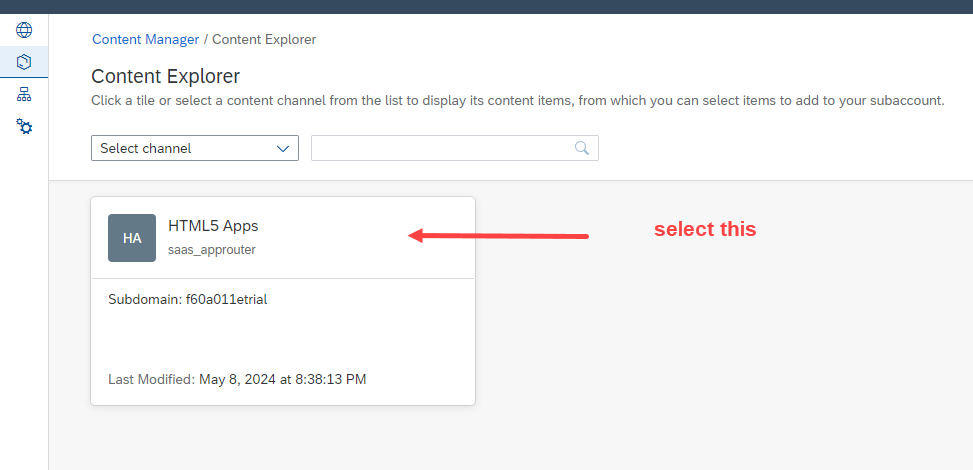 Content Manager / Content Explorer
Content Explorer
Click a tile or select a content channel from the list to display its content items, from which you can select items to add to your subaccount.
Select channel
HA
HTML5 Apps
saas_approuter
select this
Subdomain: f60a011etrial
Last Modified: May 8, 2024 at 8:38:13 PM